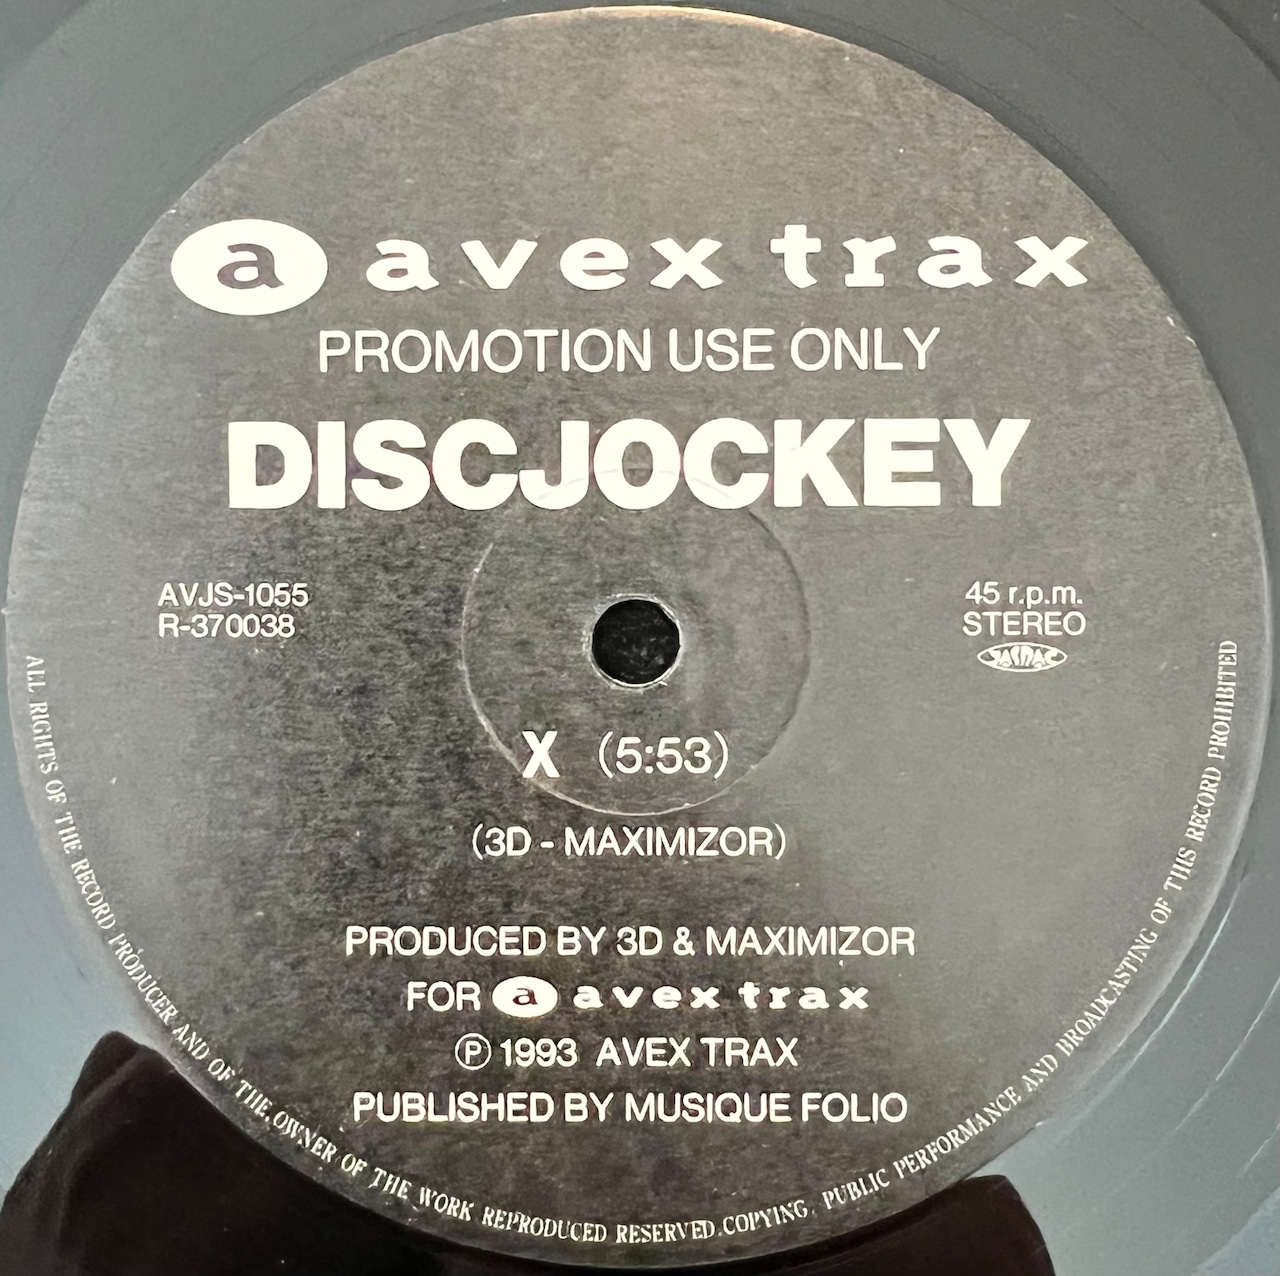 a avex trax
PROMOTION USE ONLY
DISCJOCKEY
AVJS-1055
R-370038
45 r.p.m.
STEREO
JASRAC
X (5:53)
(3D - MAXIMIZOR)
PRODUCED BY 3D & MAXIMIZOR
FOR a avex trax
Ⓟ 1993 AVEX TRAX
PUBLISHED BY MUSIQUE FOLIO
ALL RIGHTS OF THE RECORD PRODUCER AND OF THE OWNER OF THE WORK REPRODUCED RESERVED. COPYING, PUBLIC PERFORMANCE AND BROADCASTING OF THIS RECORD PROHIBITED